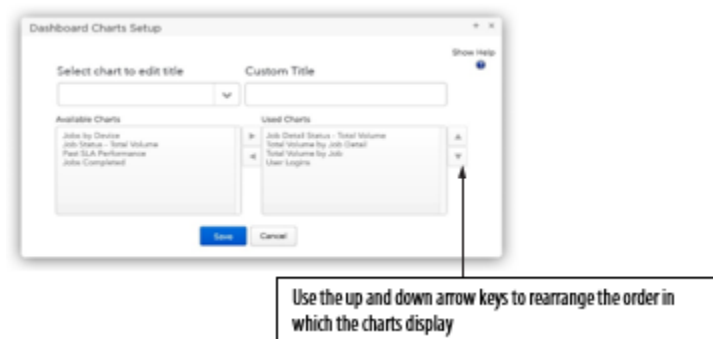 Dashboard Charts Setup
Show Help
Select chart to edit title
Custom Title
Available Charts
Jobs by Device
Job Status - Total Volume
Past SLA Performance
Jobs Completed
Used Charts
Job Detail Status - Total Volume
Total Volume by Job Detail
Total Volume by Job
User Logins
Save
Cancel
Use the up and down arrow keys to rearrange the order in
which the charts display